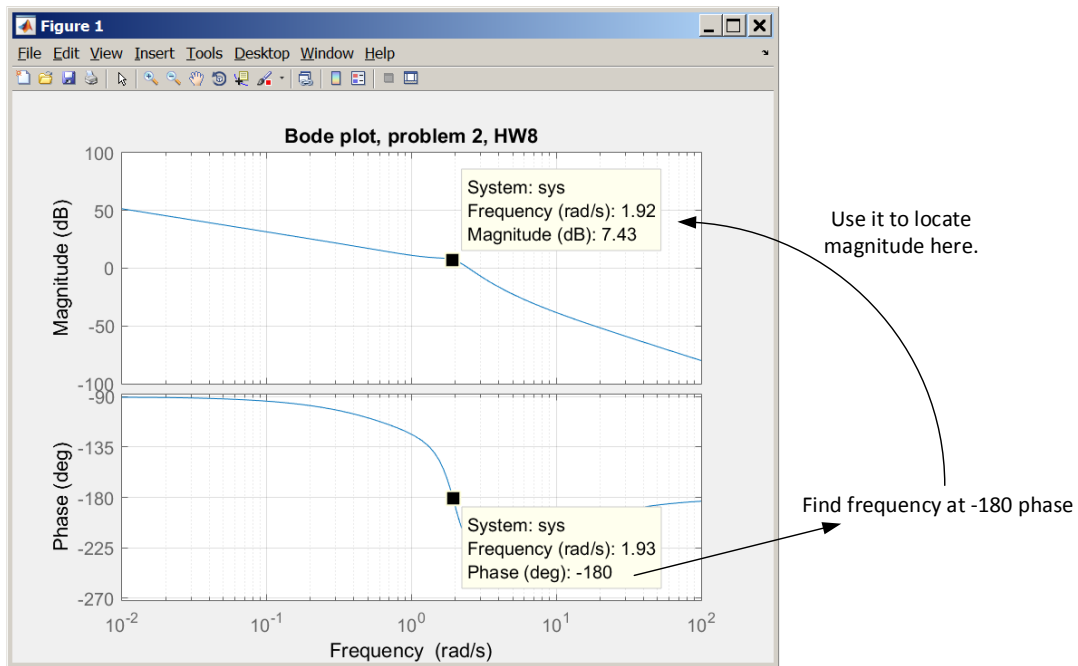 Figure 1
File Edit View Insert Tools Desktop Window Help
Bode plot, problem 2, HW8
100
50
0
-50
-100
Magnitude (dB)
System: sys
Frequency (rad/s): 1.92
Magnitude (dB): 7.43
Use it to locate
magnitude here.
-90
-135
-180
-225
-270
Phase (deg)
System: sys
Frequency (rad/s): 1.93
Phase (deg): -180
Find frequency at -180 phase
10^-2 10^-1 10^0 10^1 10^2
Frequency (rad/s)